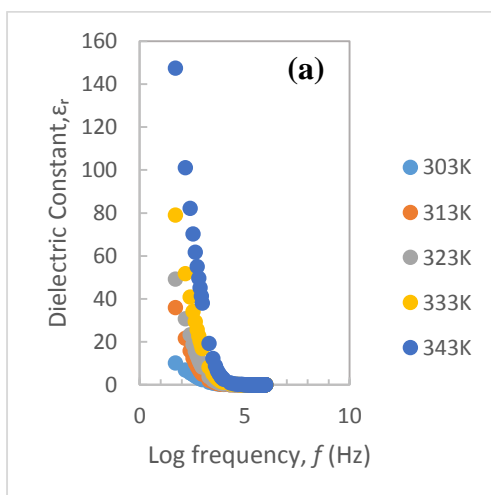 160
140
120
100
80
60
40
20
0
Dielectric Constant,εr
(a)
303K
313K
323K
333K
343K
0
5
10
Log frequency, f (Hz)